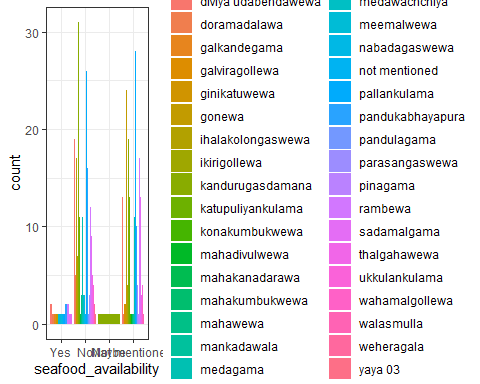 30
20
10
0
count
Yes
No
seafood_availability
diviya udabendawewa
doramadalawa
galkandegama
galviragollewa
ginikatuwewa
gonewa
ihalakolongaswewa
ikirigollewa
kandurugasdamana
katupuliyankulama
konakumbukwewa
mahadivulwewa
mahakanadarawa
mahakumbukwewa
mahawewa
mankadawala
medagama
medawachchiya
meemalwewa
nabadagaswewa
not mentioned
pallankulama
pandukabhayapura
pandulagama
parasangaswewa
pinagama
rambewa
sadamalgama
thalgahawewa
ukkulankulama
wahamalgollewa
walasmulla
weheragala
yaya 03